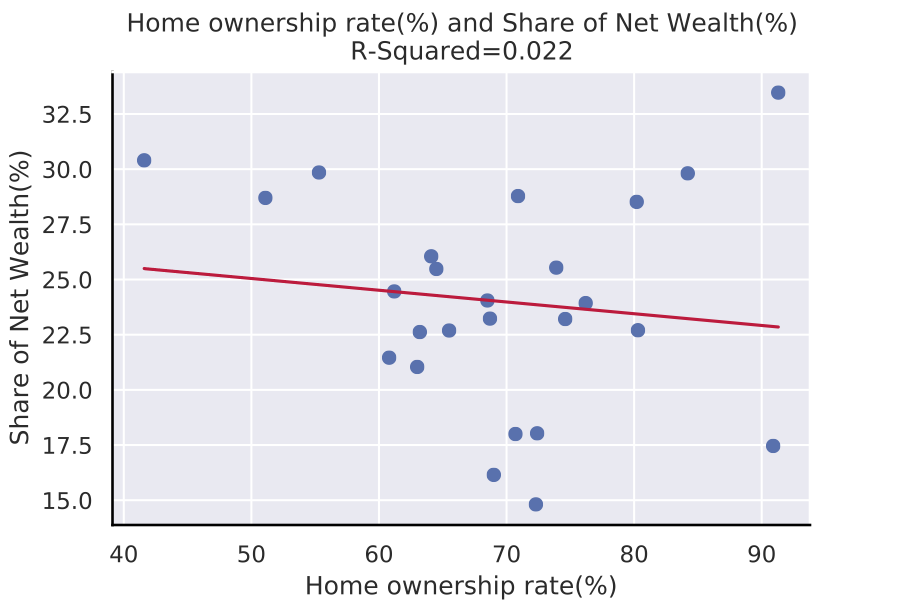 Home ownership rate(%) and Share of Net Wealth(%)
R-Squared=0.022
Share of Net Wealth(%)
32.5
30.0
27.5
25.0
22.5
20.0
17.5
15.0
40 50 60 70 80 90
Home ownership rate(%)